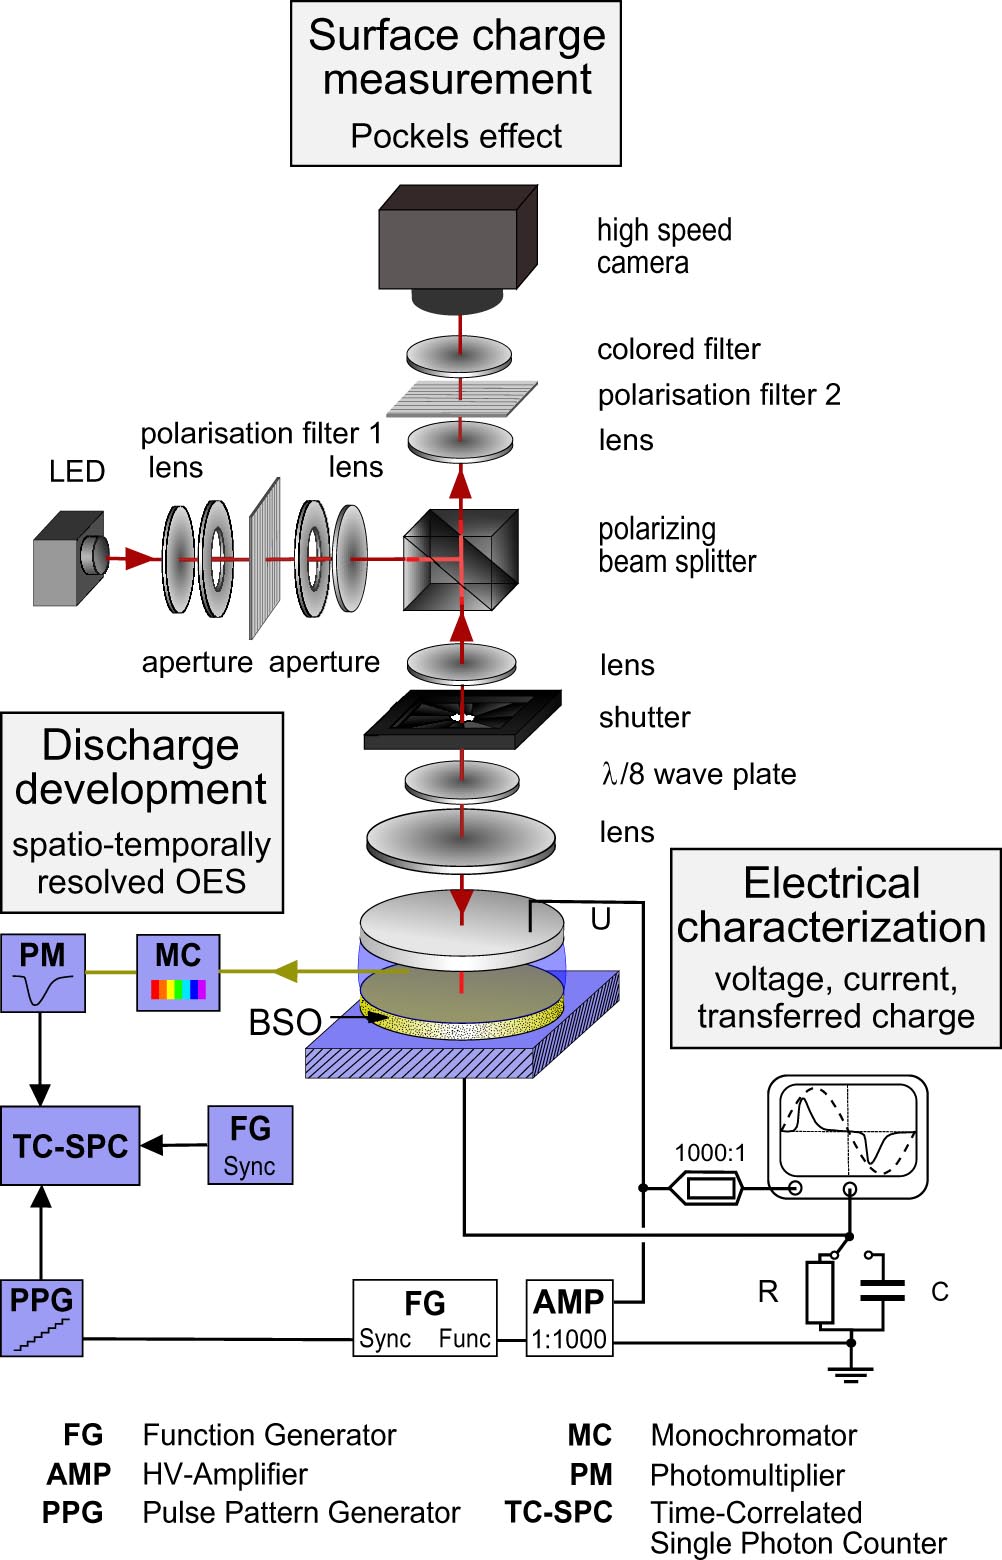 Surface charge
measurement
Pockels effect
high speed
camera
colored filter
polarisation filter 2
lens
polarisation filter 1
lens
lens
LED
polarizing
beam splitter
aperture
aperture
lens
shutter
λ/8 wave plate
lens
Discharge
development
spatio-temporally
resolved OES
Electrical
characterization
voltage, current,
transferred charge
U
PM
MC
BSO
TC-SPC
FG
Sync
1000:1
R
C
PPG
FG
Sync Func
AMP
1:1000
FG Function Generator
AMP HV-Amplifier
PPG Pulse Pattern Generator
MC Monochromator
PM Photomultiplier
TC-SPC Time-Correlated
Single Photon Counter